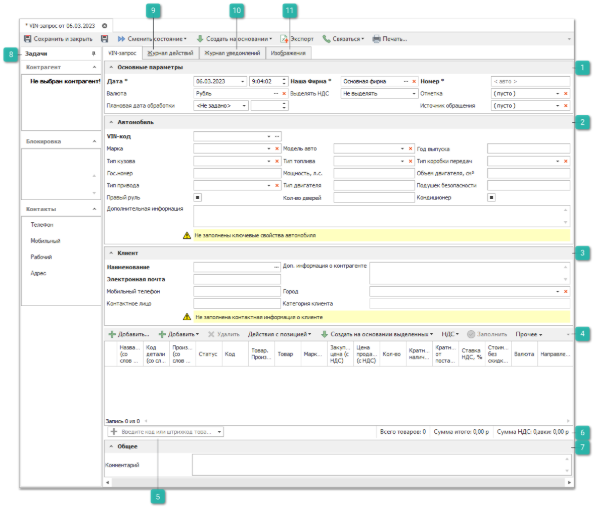 9
10
11
* VIN-запрос от 06.03.2023
Сохранить и закрыть
Сменить состояние
Создать на основании
Экспорт
Связаться
Печать...
8
Задачи
VIN-запрос
Журнал действий
Журнал уведомлений
Изображения
Контрагент
Не выбран контрагент!
Блокировка
Контакты
Телефон
Мобильный
Рабочий
Адрес
Основные параметры
1
Дата *
06.03.2023
9:04:02
Наша Фирма *
Основная фирма
Номер *
< авто >
Валюта
Рубль
Выделять НДС
Не выделять
Отметка
(пусто)
Плановая дата обработки
<Не задано>
Источник обращения
(пусто)
Автомобиль
2
VIN-код
Марка
Модель авто
Год выпуска
Тип кузова
Тип топлива
Тип коробки передач
Гос.номер
Мощность, л.с.
Объем двигателя, cm³
Тип привода
Тип двигателя
Подушек безопасности
Правый руль
Кол-во дверей
Кондиционер
Дополнительная информация
Не заполнены ключевые свойства автомобиля
Клиент
3
Наименование
Доп. информация о контрагенте
Электронная почта
Мобильный телефон
Город
Контактное лицо
Категория клиента
Не заполнена контактная информация о клиенте
Добавить...
Добавить
Удалить
Действия с позицией
Создать на основании выделенных
НДС
Заполнить
Прочее
4
Назва... (со слов ...
Код детали (со сл...
Произ... (со слов ...
Статус
Код
Товар. Произ...
Товар
Марк...
Закуп... цена (с НДС)
Цена прода... (с НДС)
Кол-во
Кратн... налич...
Кратн... от поста...
Ставка НДС, %
Стоим... без скидк...
Валюта
Направле...
Запись 0 из 0
Введите код или штрихкод това...
Всего товаров: 0
Сумма итого: 0,00 р
Сумма НДС: 0,00 р
6
Общее
7
Комментарий
5